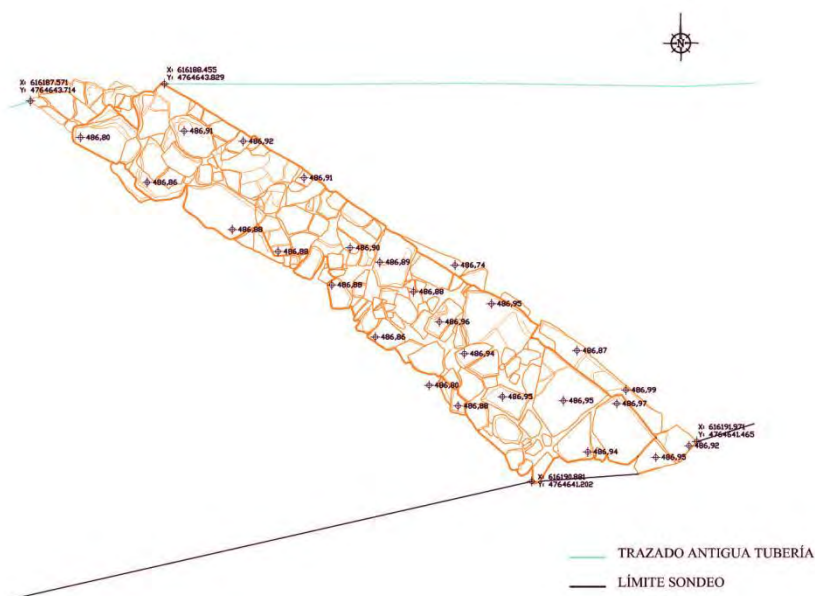 N
X: 616188.455
Y: 4764643.829
X: 616187.571
Y: 4764643.714
486,91
486,80
486,92
486,91
486,86
486,88
486,88
486,90
486,89
486,74
486,88
486,88
486,95
486,96
486,86
486,94
486,87
486,80
486,99
486,95
486,95
486,97
486,88
X: 616191.971
Y: 4764641.465
486,92
486,94
486,95
X: 616190.881
Y: 4764641.202
TRAZADO ANTIGUA TUBERÍA
LÍMITE SONDEO